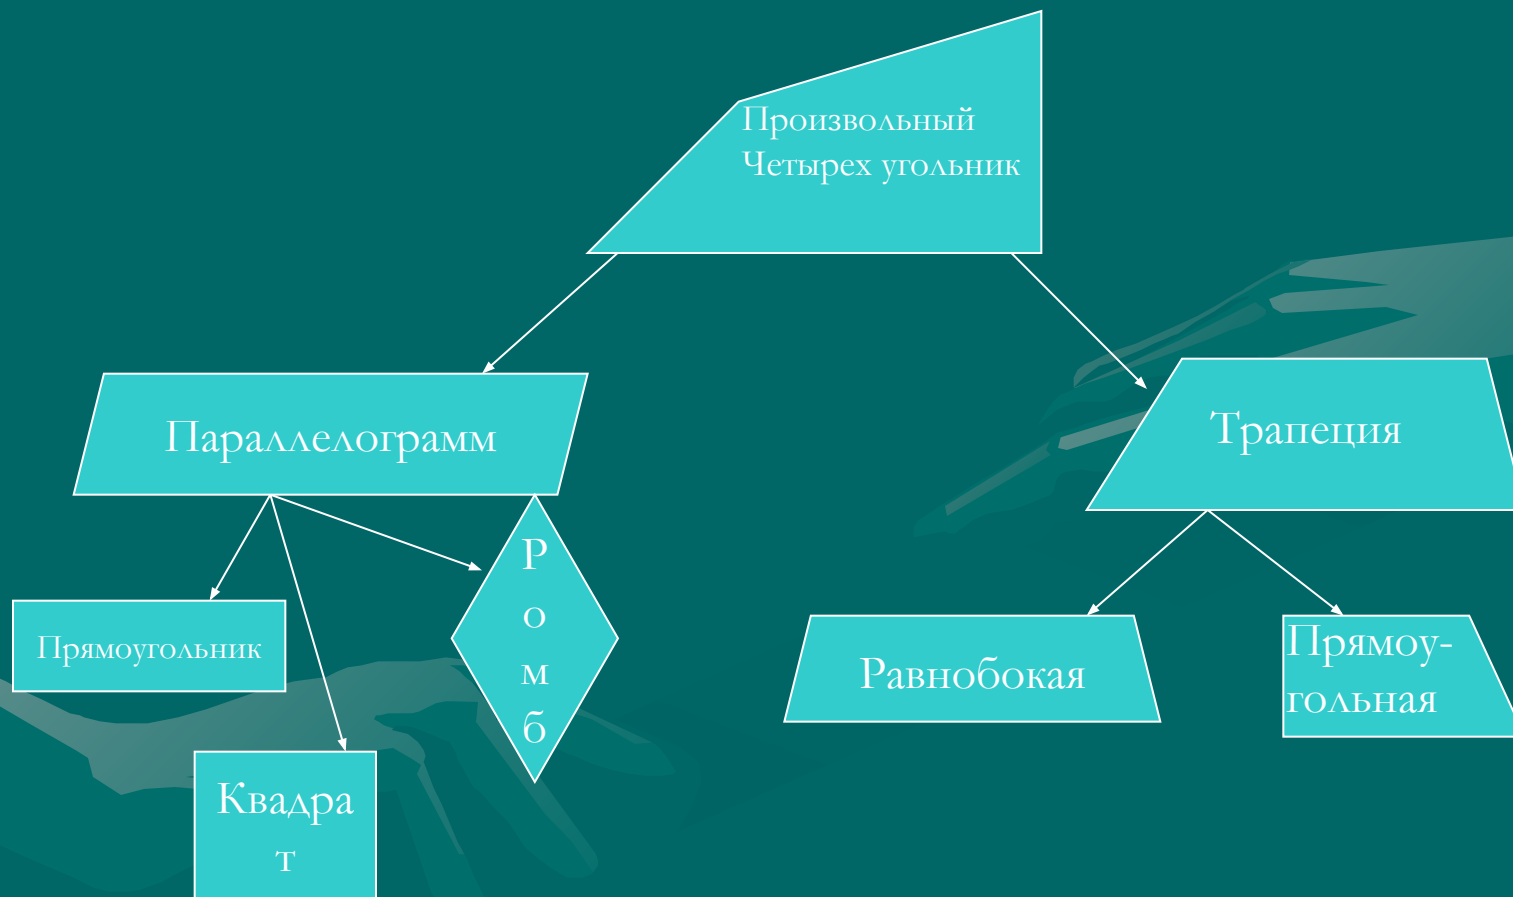 Произвольный
Четырех угольник
Параллелограмм
Трапеция
Прямоугольник
Р
о
м
б
Равнобокая
Прямоу-
гольная
Квадра
т